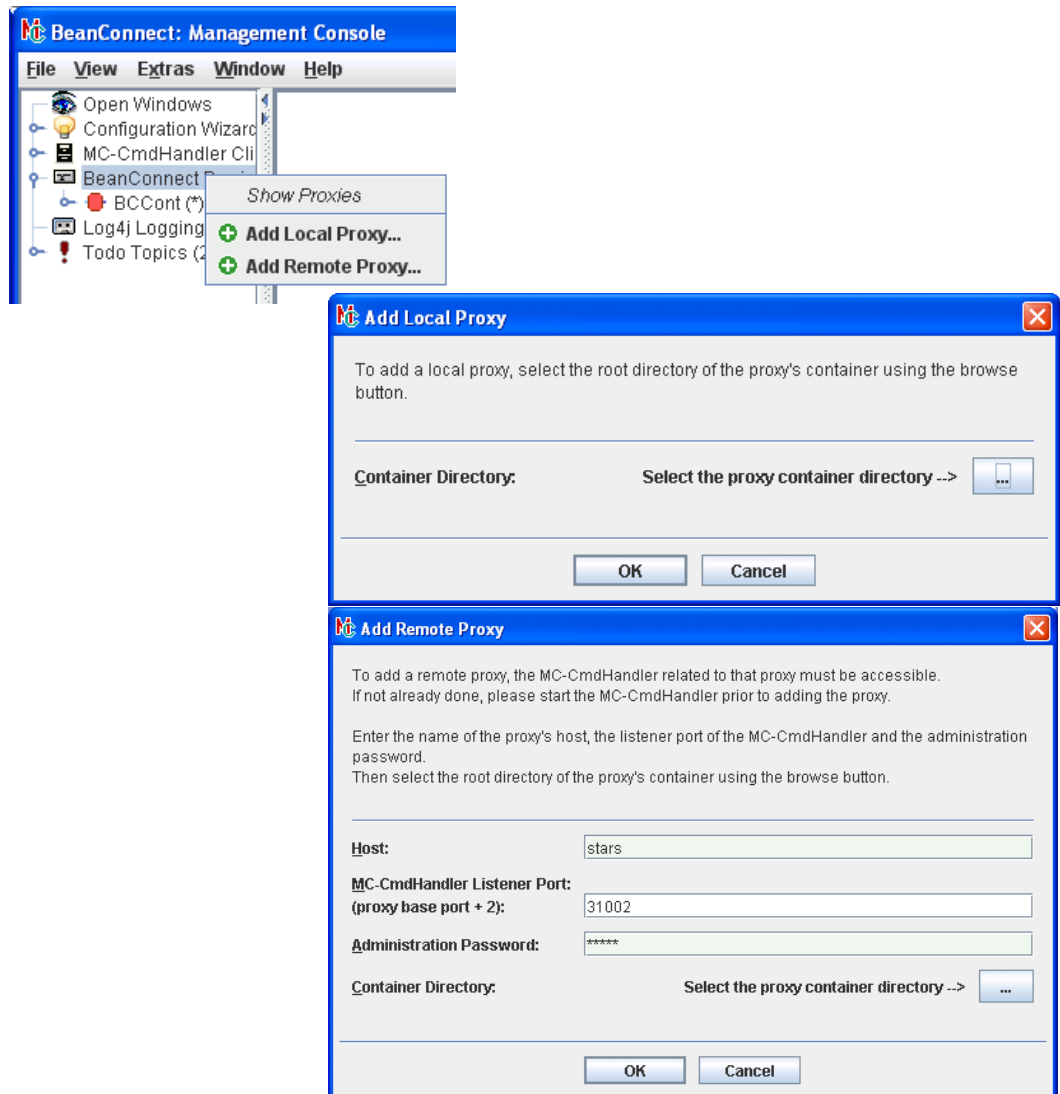 BeanConnect: Management Console
File View Extras Window Help
Open Windows
Configuration Wizard
MC-CmdHandler Cli
BeanConnect
BCCont (*)
Log4j Logging
Todo Topics (2
Show Proxies
Add Local Proxy...
Add Remote Proxy...
Add Local Proxy
To add a local proxy, select the root directory of the proxy's container using the browse
button.
Container Directory: Select the proxy container directory --> ...
OK Cancel
Add Remote Proxy
To add a remote proxy, the MC-CmdHandler related to that proxy must be accessible.
If not already done, please start the MC-CmdHandler prior to adding the proxy.
Enter the name of the proxy's host, the listener port of the MC-CmdHandler and the administration
password.
Then select the root directory of the proxy's container using the browse button.
Host: stars
MC-CmdHandler Listener Port:
(proxy base port + 2): 31002
Administration Password: *****
Container Directory: Select the proxy container directory --> ...
OK Cancel